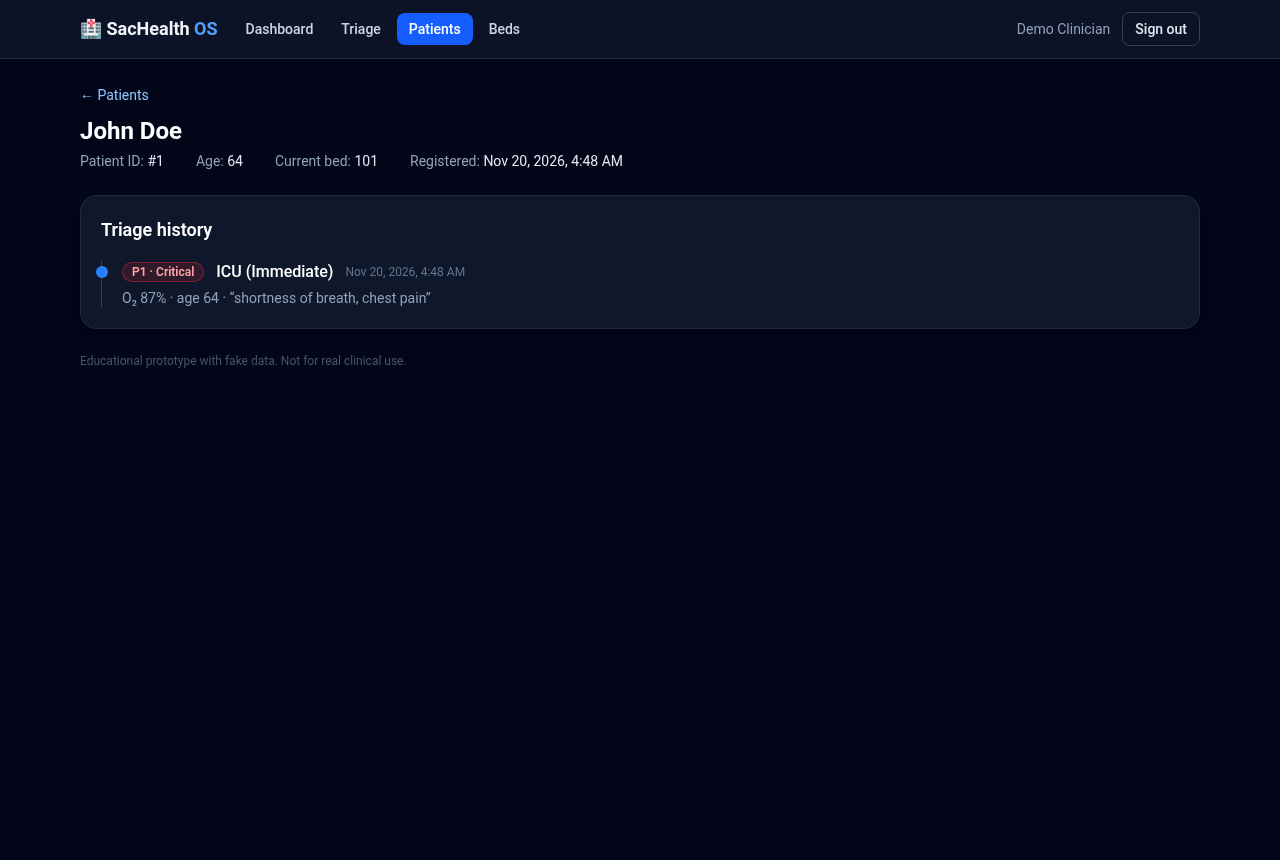 SacHealth OS Dashboard Triage Patients Beds Demo Clinician Sign out
← Patients
John Doe
Patient ID: #1 Age: 64 Current bed: 101 Registered: Nov 20, 2026, 4:48 AM
Triage history
P1 · Critical ICU (Immediate) Nov 20, 2026, 4:48 AM
O₂ 87% · age 64 · “shortness of breath, chest pain”
Educational prototype with fake data. Not for real clinical use.